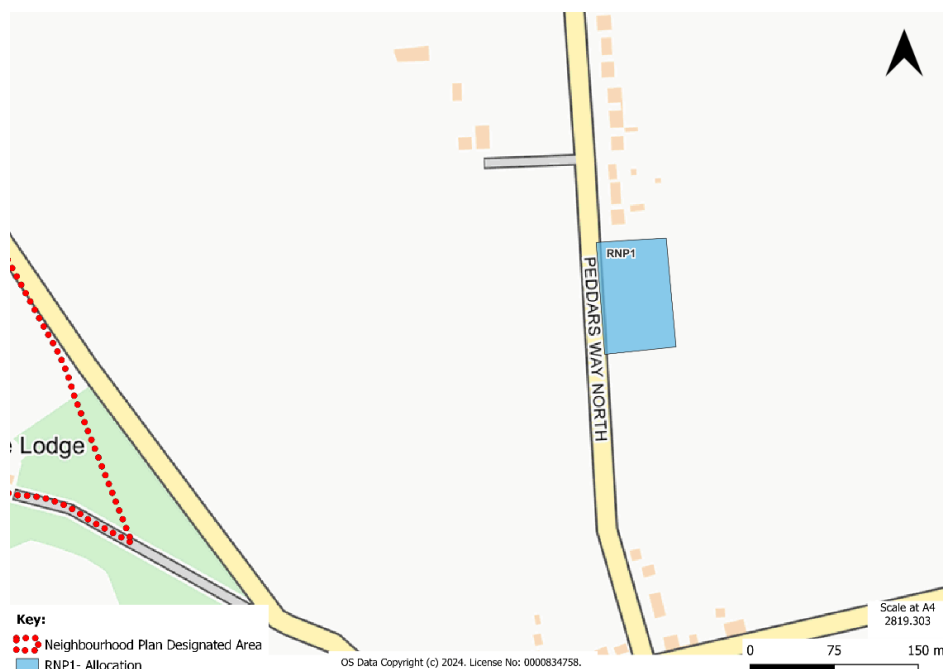 RNP1
PEDDARS WAY NORTH
Lodge
Key:
Neighbourhood Plan Designated Area
RNP1- Allocation
OS Data Copyright (c) 2024. License No: 0000834758.
Scale at A4
2819.303
0 75 150 m